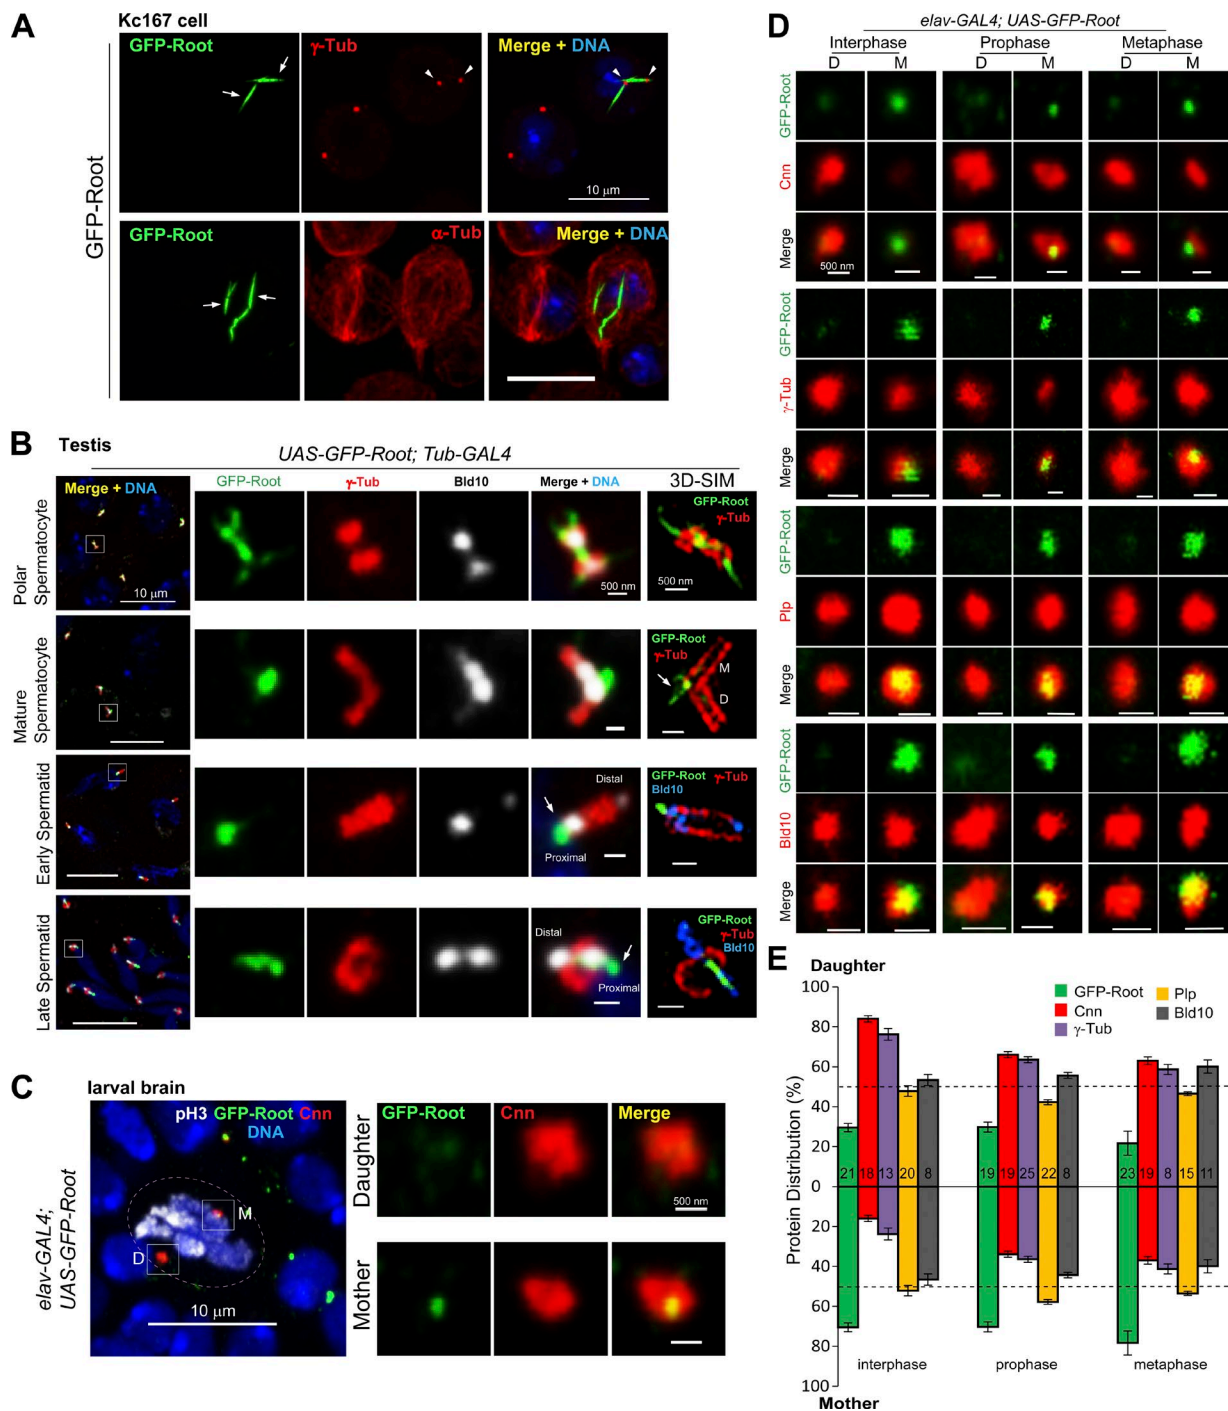 A
Kc167 cell
GFP-Root
GFP-Root
γ-Tub
Merge + DNA
10 μm
GFP-Root
α-Tub
Merge + DNA
B
Testis
UAS-GFP-Root; Tub-GAL4
Merge + DNA
GFP-Root
γ-Tub
Bld10
Merge + DNA
3D-SIM
Polar
Spermatocyte
10 μm
500 nm
GFP-Root
γ-Tub
500 nm
Mature
Spermatocyte
GFP-Root
γ-Tub
M
D
Early Spermatid
Distal
Proximal
GFP-Root γ-Tub
Bld10
Late Spermatid
Distal
Proximal
GFP-Root
γ-Tub
Bld10
C
larval brain
elav-GAL4;
UAS-GFP-Root
pH3 GFP-Root Cnn
DNA
M
D
10 μm
GFP-Root
Cnn
Merge
Daughter
500 nm
Mother
D
elav-GAL4; UAS-GFP-Root
Interphase
Prophase
Metaphase
D M D M D M
GFP-Root
Cnn
Merge
500 nm
GFP-Root
γ-Tub
Merge
GFP-Root
Plp
Merge
GFP-Root
Bld10
Merge
E
Daughter
GFP-Root
Cnn
γ-Tub
Plp
Bld10
Protein Distribution (%)
100
80
60
40
20
0
20
40
60
80
100
21 18 13 20 8
19 19 25 22 8
23 19 8 15 11
interphase
prophase
metaphase
Mother